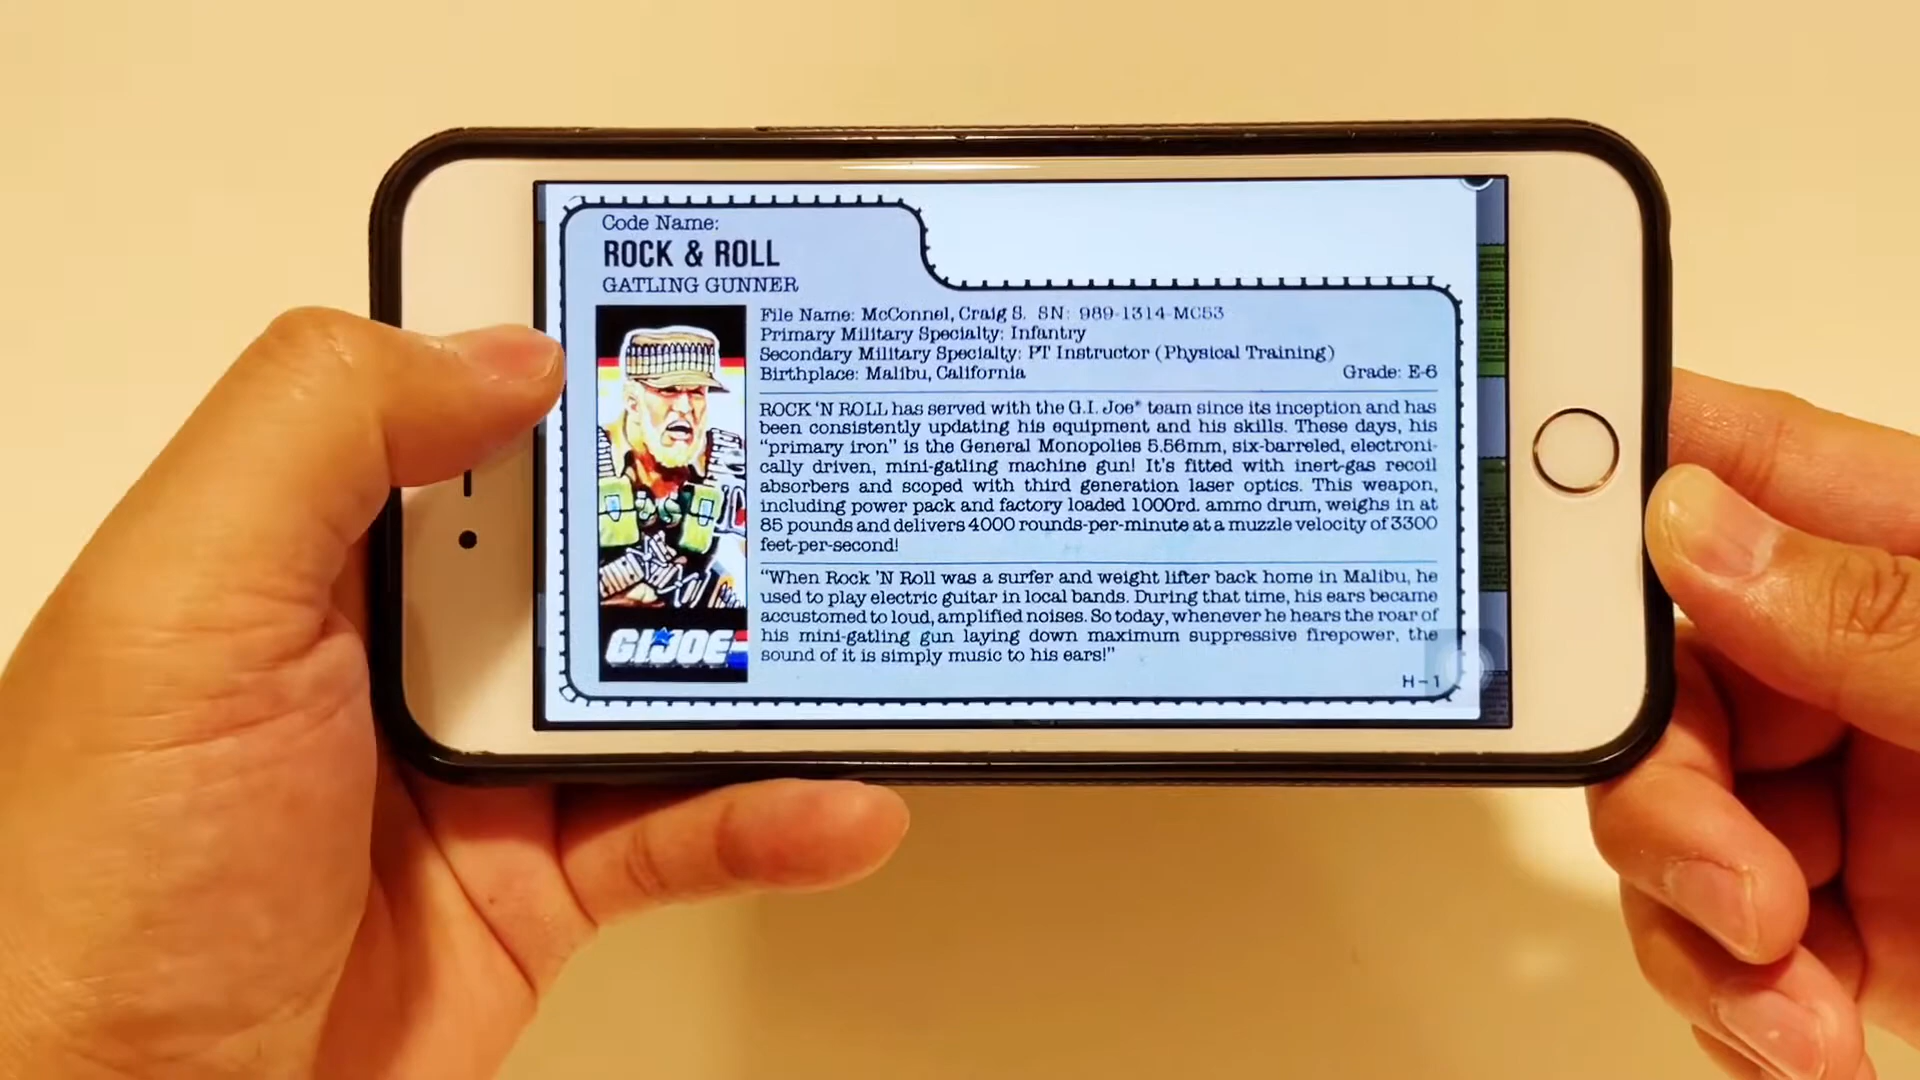 Code Name:
ROCK & ROLL
GATLING GUNNER
File Name: McConnel, Craig S. SN: 989-1314-MC53
Primary Military Specialty: Infantry
Secondary Military Specialty: PT Instructor (Physical Training)
Birthplace: Malibu, California Grade: E-6
ROCK 'N ROLL has served with the G.I. Joe* team since its inception and has
been consistently updating his equipment and his skills. These days, his
"primary iron" is the General Monopolies 5.56mm, six-barreled, electroni-
cally driven, mini-gatling machine gun! It's fitted with inert-gas recoil
absorbers and scoped with third generation laser optics. This weapon,
including power pack and factory loaded 1000rd. ammo drum, weighs in at
85 pounds and delivers 4000 rounds-per-minute at a muzzle velocity of 3300
feet-per-second!
"When Rock 'N Roll was a surfer and weight lifter back home in Malibu, he
used to play electric guitar in local bands. During that time, his ears became
accustomed to loud, amplified noises. So today, whenever he hears the roar of
his mini-gatling gun laying down maximum suppressive firepower, the
sound of it is simply music to his ears!"
GIJOE
H-1